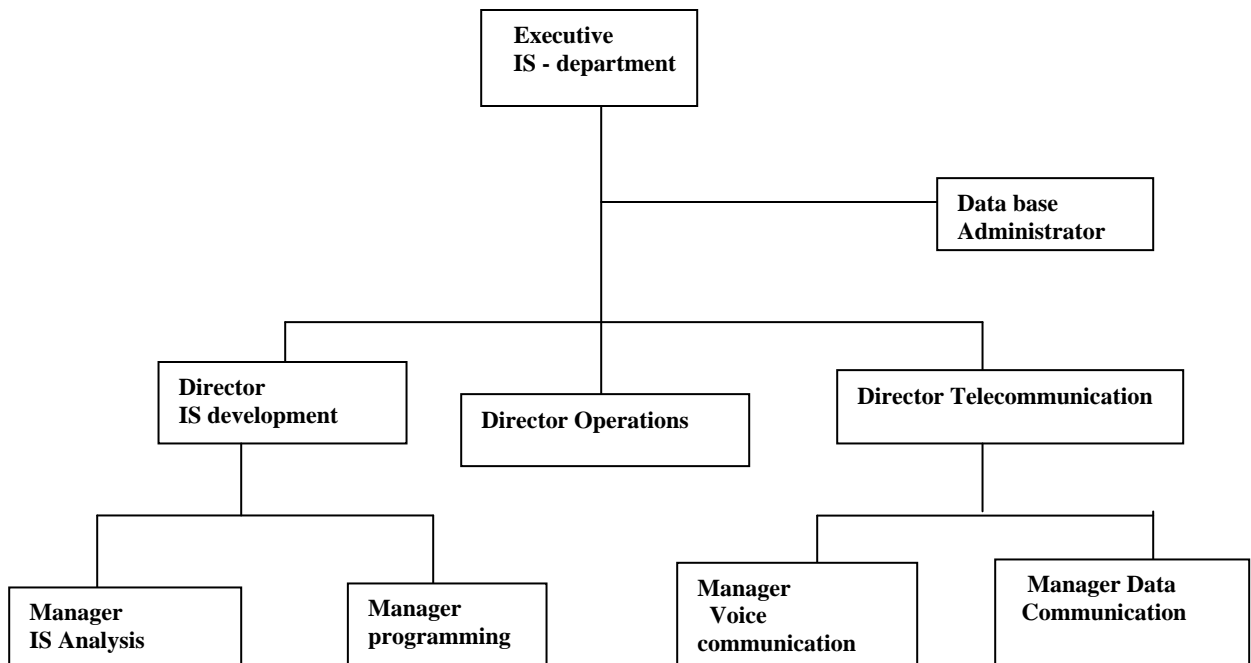 Executive
IS - department
Data base
Administrator
Director
IS development
Director Operations
Director Telecommunication
Manager
IS Analysis
Manager
programming
Manager
Voice
communication
Manager Data
Communication